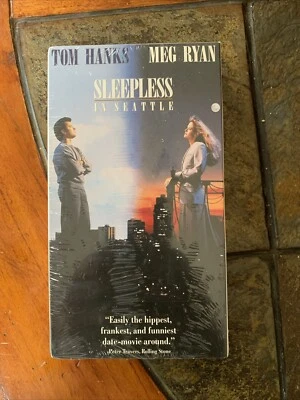 TOM HANKS MEG RYAN
SLEEPLESS
IN SEATTLE
“Easily the hippest,
frankest, and funniest
date-movie around.”
-Peter Travers, Rolling Stone